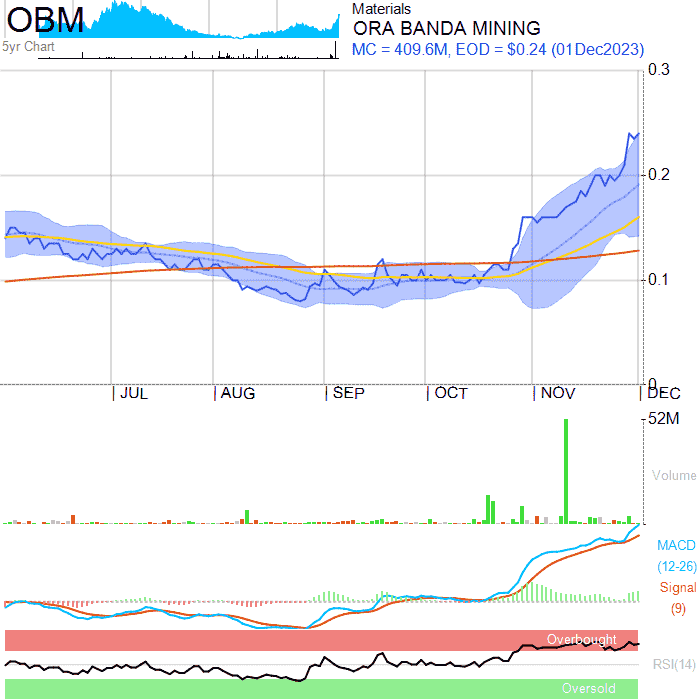 OBM
5yr Chart
Materials
ORA BANDA MINING
MC = 409.6M, EOD = $0.24 (01Dec2023)
0.3
0.2
0.1
0
JUL AUG SEP OCT NOV DEC
52M
Volume
MACD
(12-26)
Signal
(9)
Overbought
RSI(14)
Oversold